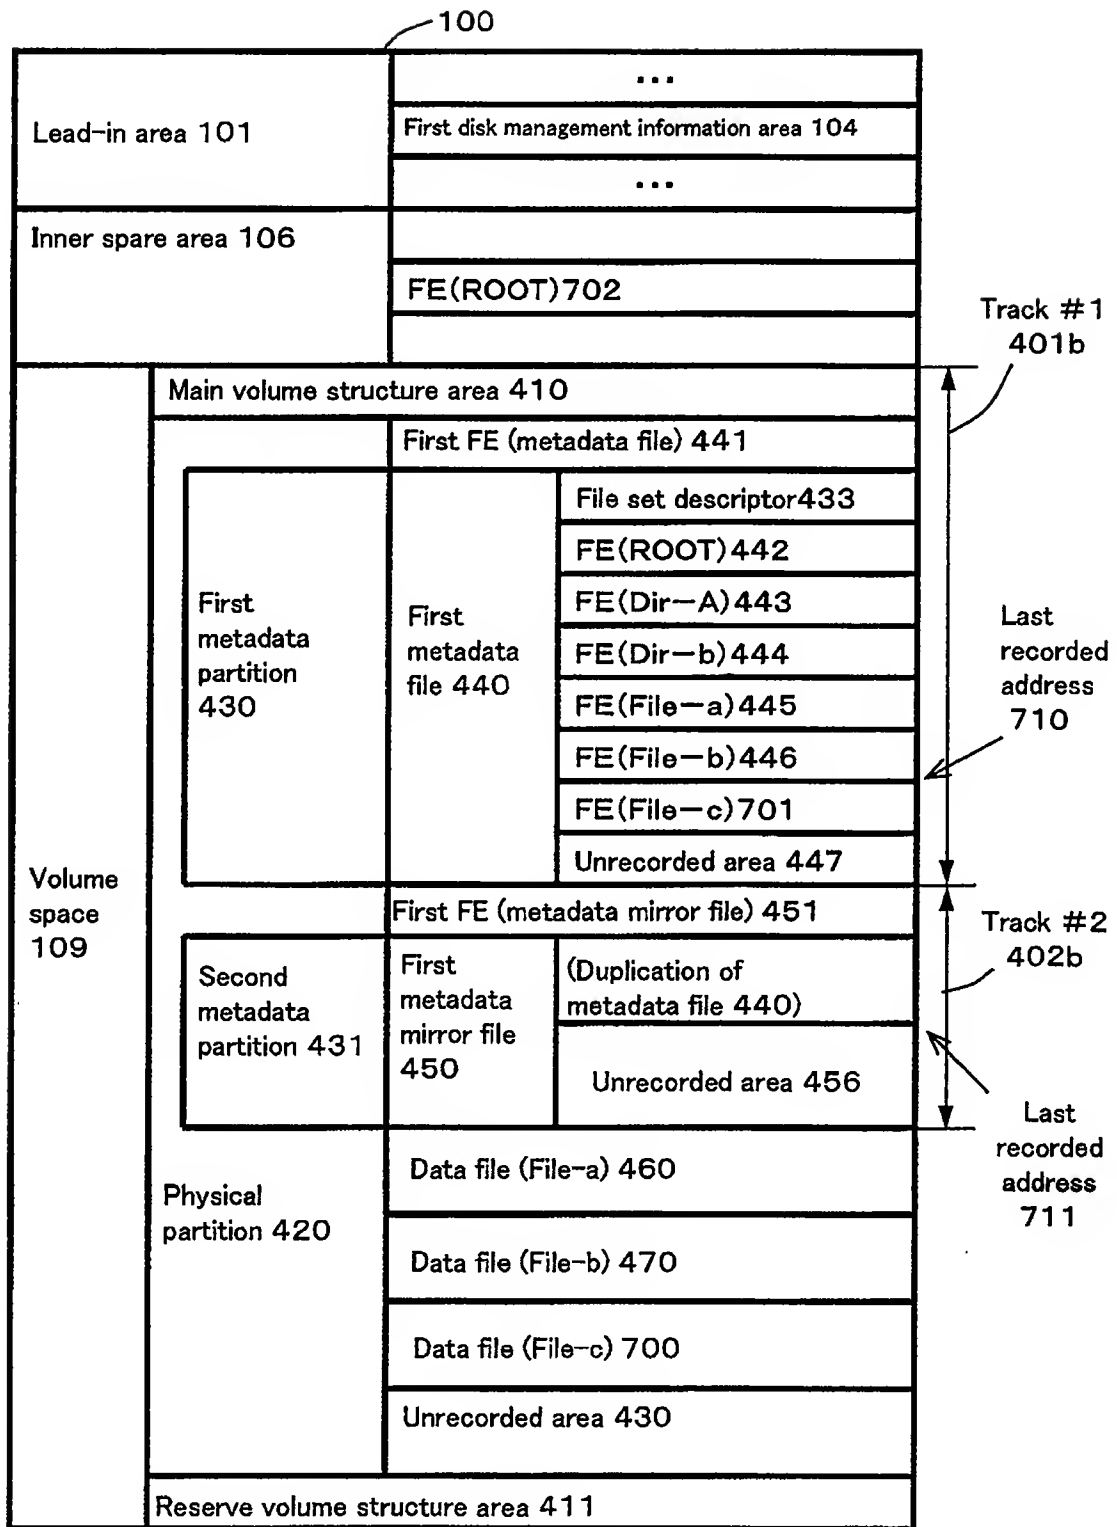 100
...
Lead-in area 101
First disk management information area 104
...
Inner spare area 106
FE(ROOT)702
Track #1
401b
Main volume structure area 410
First FE (metadata file) 441
File set descriptor433
FE(ROOT)442
FE(Dir-A)443
FE(Dir-b)444
FE(File-a)445
FE(File-b)446
FE(File-c)701
Unrecorded area 447
First
metadada
partition
430
First
metadata
file 440
Last
recorded
address
710
Volume
space
109
First FE (metadata mirror file) 451
Track #2
402b
Second
metadata
partition 431
First
metadata
mirror file
450
(Duplication of
metadata file 440)
Unrecorded area 456
Last
recorded
address
711
Physical
partition 420
Data file (File-a) 460
Data file (File-b) 470
Data file (File-c) 700
Unrecorded area 430
Reserve volume structure area 411